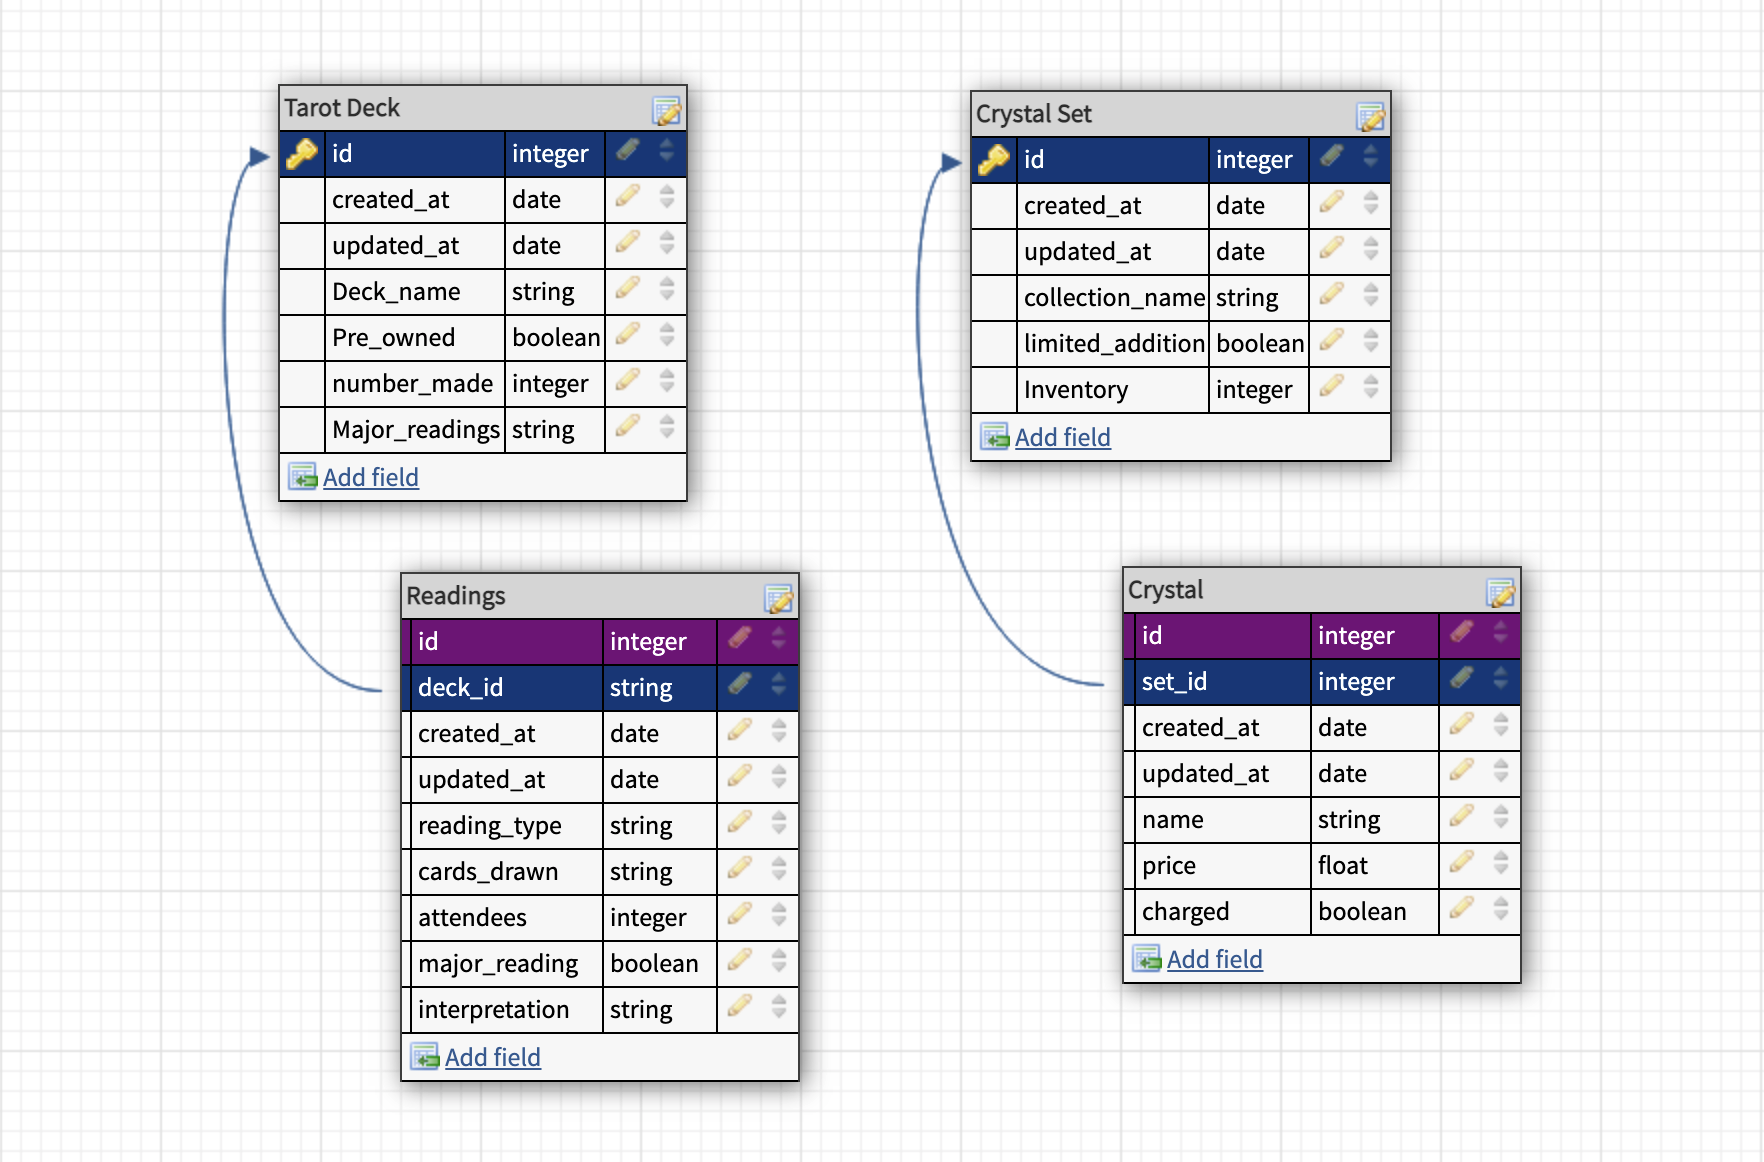 Tarot Deck
id integer
created_at date
updated_at date
Deck_name string
Pre_owned boolean
number_made integer
Major_readings string
Add field
Crystal Set
id integer
created_at date
updated_at date
collection_name string
limited_addition boolean
Inventory integer
Add field
Readings
id integer
deck_id string
created_at date
updated_at date
reading_type string
cards_drawn string
attendees integer
major_reading boolean
interpretation string
Add field
Crystal
id integer
set_id integer
created_at date
updated_at date
name string
price float
charged boolean
Add field